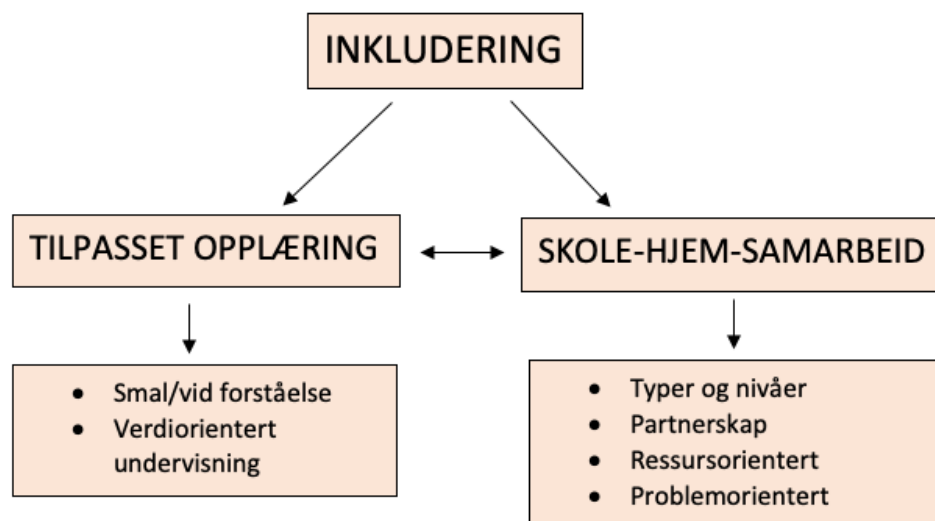 INKLUDERING
TILPASSET OPPLÆRING
SKOLE-HJEM-SAMARBEID
• Smal/vid forståelse
• Verdiorientert
undervisning
• Typer og nivåer
• Partnerskap
• Ressursorientert
• Problemorientert